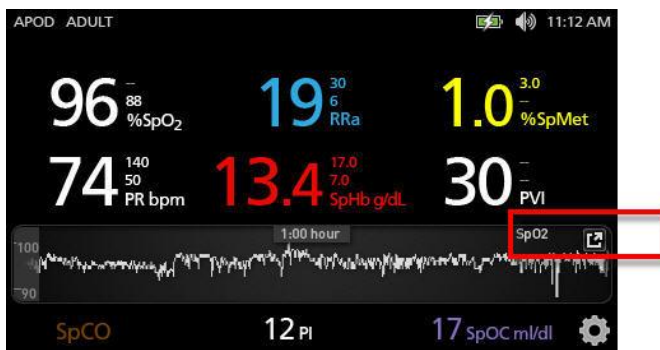 APOD ADULT 11:12 AM
96 -- 88 %SpO₂
19 30 6 RRa
1.0 3.0 -- %SpMet
74 140 50 PR bpm
13.4 17.0 7.0 SpHb g/dL
30 -- -- PVI
1:00 hour SpO2
100
90
SpCO 12 PI 17 SpOC ml/dl